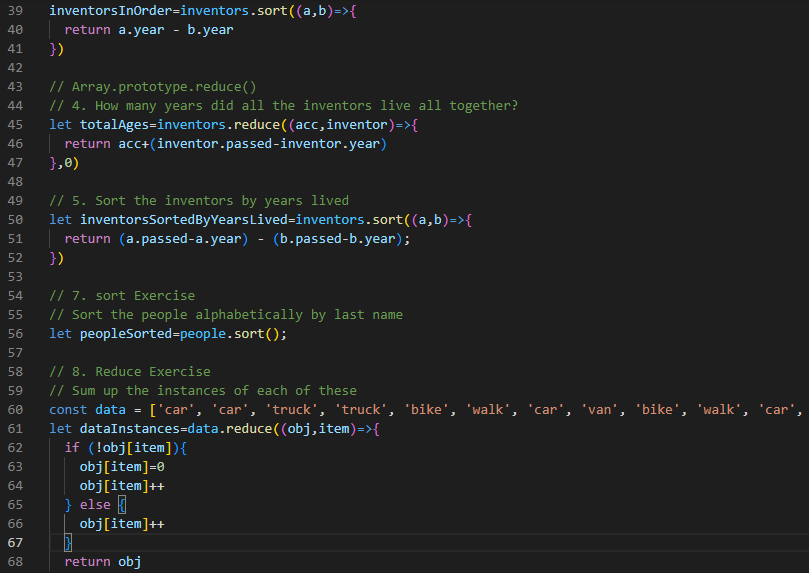 39 inventorsInOrder=inventors.sort((a,b)=>{
40 return a.year - b.year
41 })
42
43 // Array.prototype.reduce()
44 // 4. How many years did all the inventors live all together?
45 let totalAges=inventors.reduce((acc,inventor)=>{
46 return acc+(inventor.passed-inventor.year)
47 },0)
48
49 // 5. Sort the inventors by years lived
50 let inventorsSortedByYearsLived=inventors.sort((a,b)=>{
51 return (a.passed-a.year) - (b.passed-b.year);
52 })
53
54 // 7. sort Exercise
55 // Sort the people alphabetically by last name
56 let peopleSorted=people.sort();
57
58 // 8. Reduce Exercise
59 // Sum up the instances of each of these
60 const data = ['car', 'car', 'truck', 'truck', 'bike', 'walk', 'car', 'van', 'bike', 'walk', 'car',
61 let dataInstances=data.reduce((obj,item)=>{
62 if (!obj[item]){
63 obj[item]=0
64 obj[item]++
65 } else {
66 obj[item]++
67 }
68 return obj